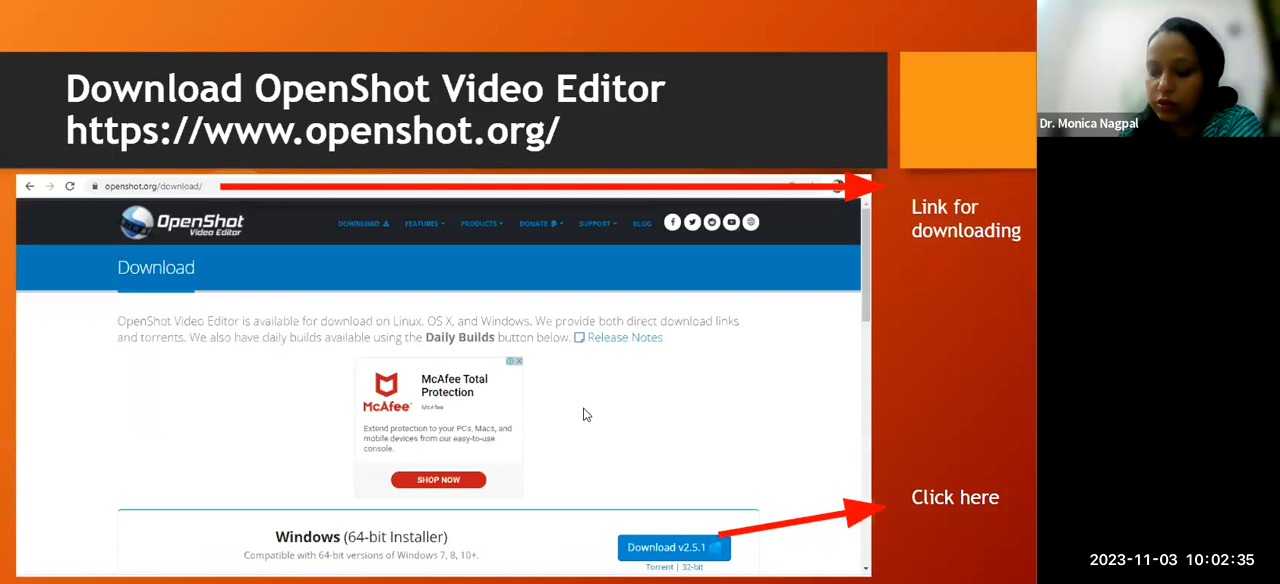 Download OpenShot Video Editor
https://www.openshot.org/
Dr. Monica Nagpal
openshot.org/download/
Link for
downloading
OpenShot
Video Editor
DOWNLOAD
FEATURES
PRODUCTS
DONATE
SUPPORT
BLOG
Download
OpenShot Video Editor is available for download on Linux, OS X, and Windows. We provide both direct download links
and torrents. We also have daily builds available using the Daily Builds button below. Release Notes
McAfee Total
Protection
McAfee
McAfee
Extend protection to your PCs, Macs, and
mobile devices from our easy-to-use
console.
SHOP NOW
Click here
Windows (64-bit Installer)
Compatible with 64-bit versions of Windows 7, 8, 10+.
Download v2.5.1
Torrent | 32-bit
2023-11-03 10:02:35